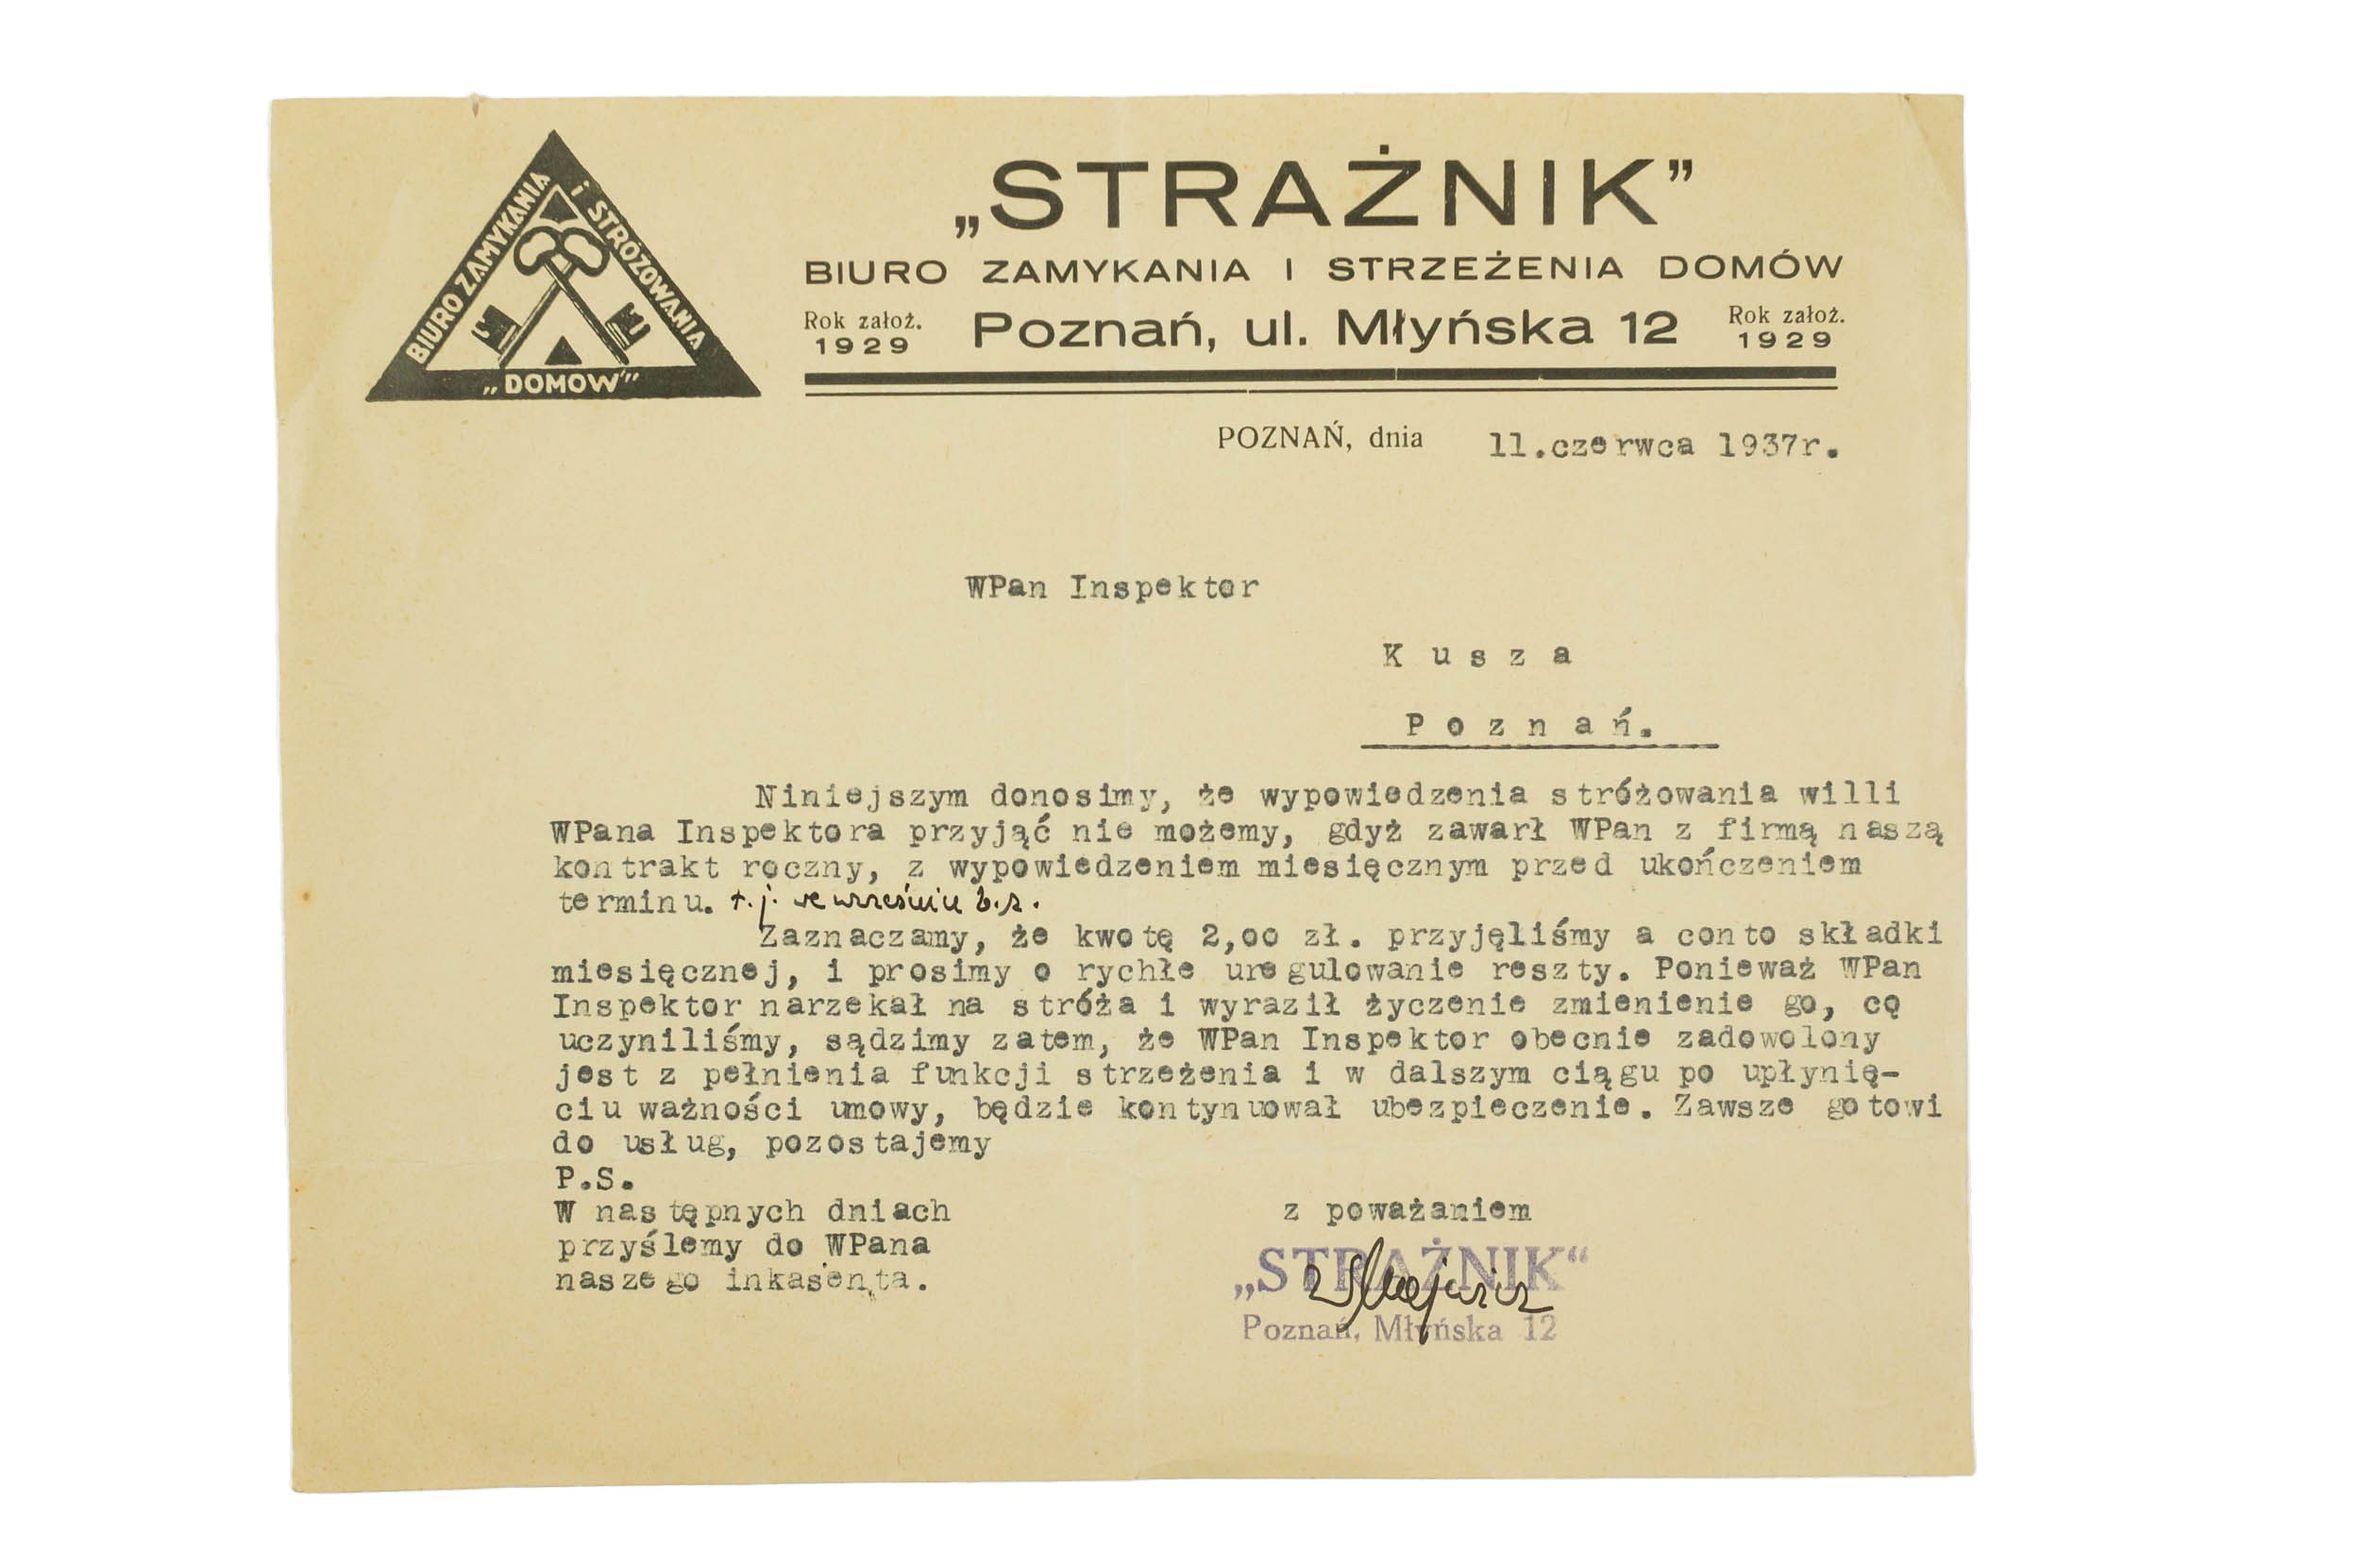 BIURO ZAMYKANIA i STRÓŻOWANIA
„DOMÓW”
„STRAŻNIK”
BIURO ZAMYKANIA I STRZEŻENIA DOMÓW
Rok założ. 1929 Poznań, ul. Młyńska 12 Rok założ. 1929
POZNAŃ, dnia 11.czerwca 1937r.
WPan Inspektor
K u s z a
P o z n a ń.
Niniejszym donosimy, że wypowiedzenia stróżowania willi
WPana Inspektora przyjąć nie możemy, gdyż zawarł WPan z firmą naszą
kontrakt roczny, z wypowiedzeniem miesięcznym przed ukończeniem
terminu. t.j. we wrześniu b.r.
Zaznaczamy, że kwotę 2,00 zł. przyjęliśmy a conto składki
miesięcznej, i prosimy o rychłe uregulowanie reszty. Ponieważ WPan
Inspektor narzekał na stróża i wyraził życzenie zmienienie go, cę
uczyniliśmy, sądzimy zatem, że WPan Inspektor obecnie zadowolony
jest z pełnienia funkcji strzeżenia i w dalszym ciągu po upłynię-
ciu ważności umowy, będzie kontynuował ubezpieczenie. Zawsze gotowi
do usług, pozostajemy
P.S.
W następnych dniach
przyślemy do WPana
naszego inkasenta.
z poważaniem
„STRAŻNIK“
Poznań, Młyńska 12